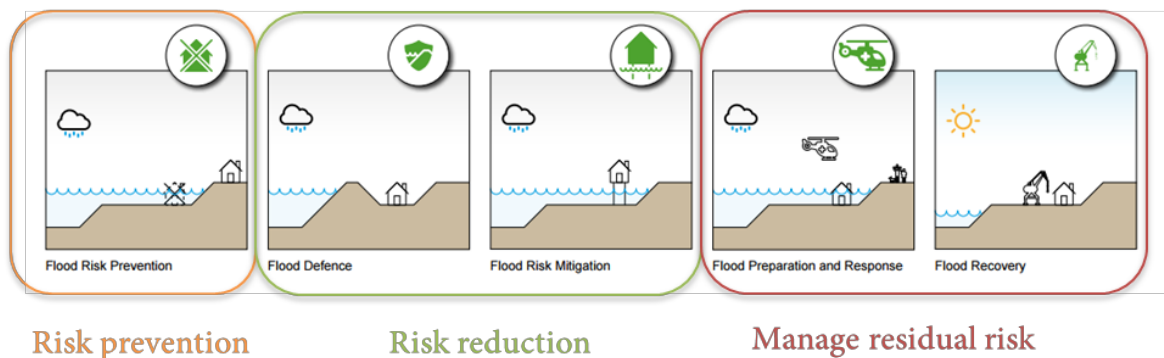 Flood Risk Prevention
Flood Defence
Flood Risk Mitigation
Flood Preparation and Response
Flood Recovery
Risk prevention
Risk reduction
Manage residual risk